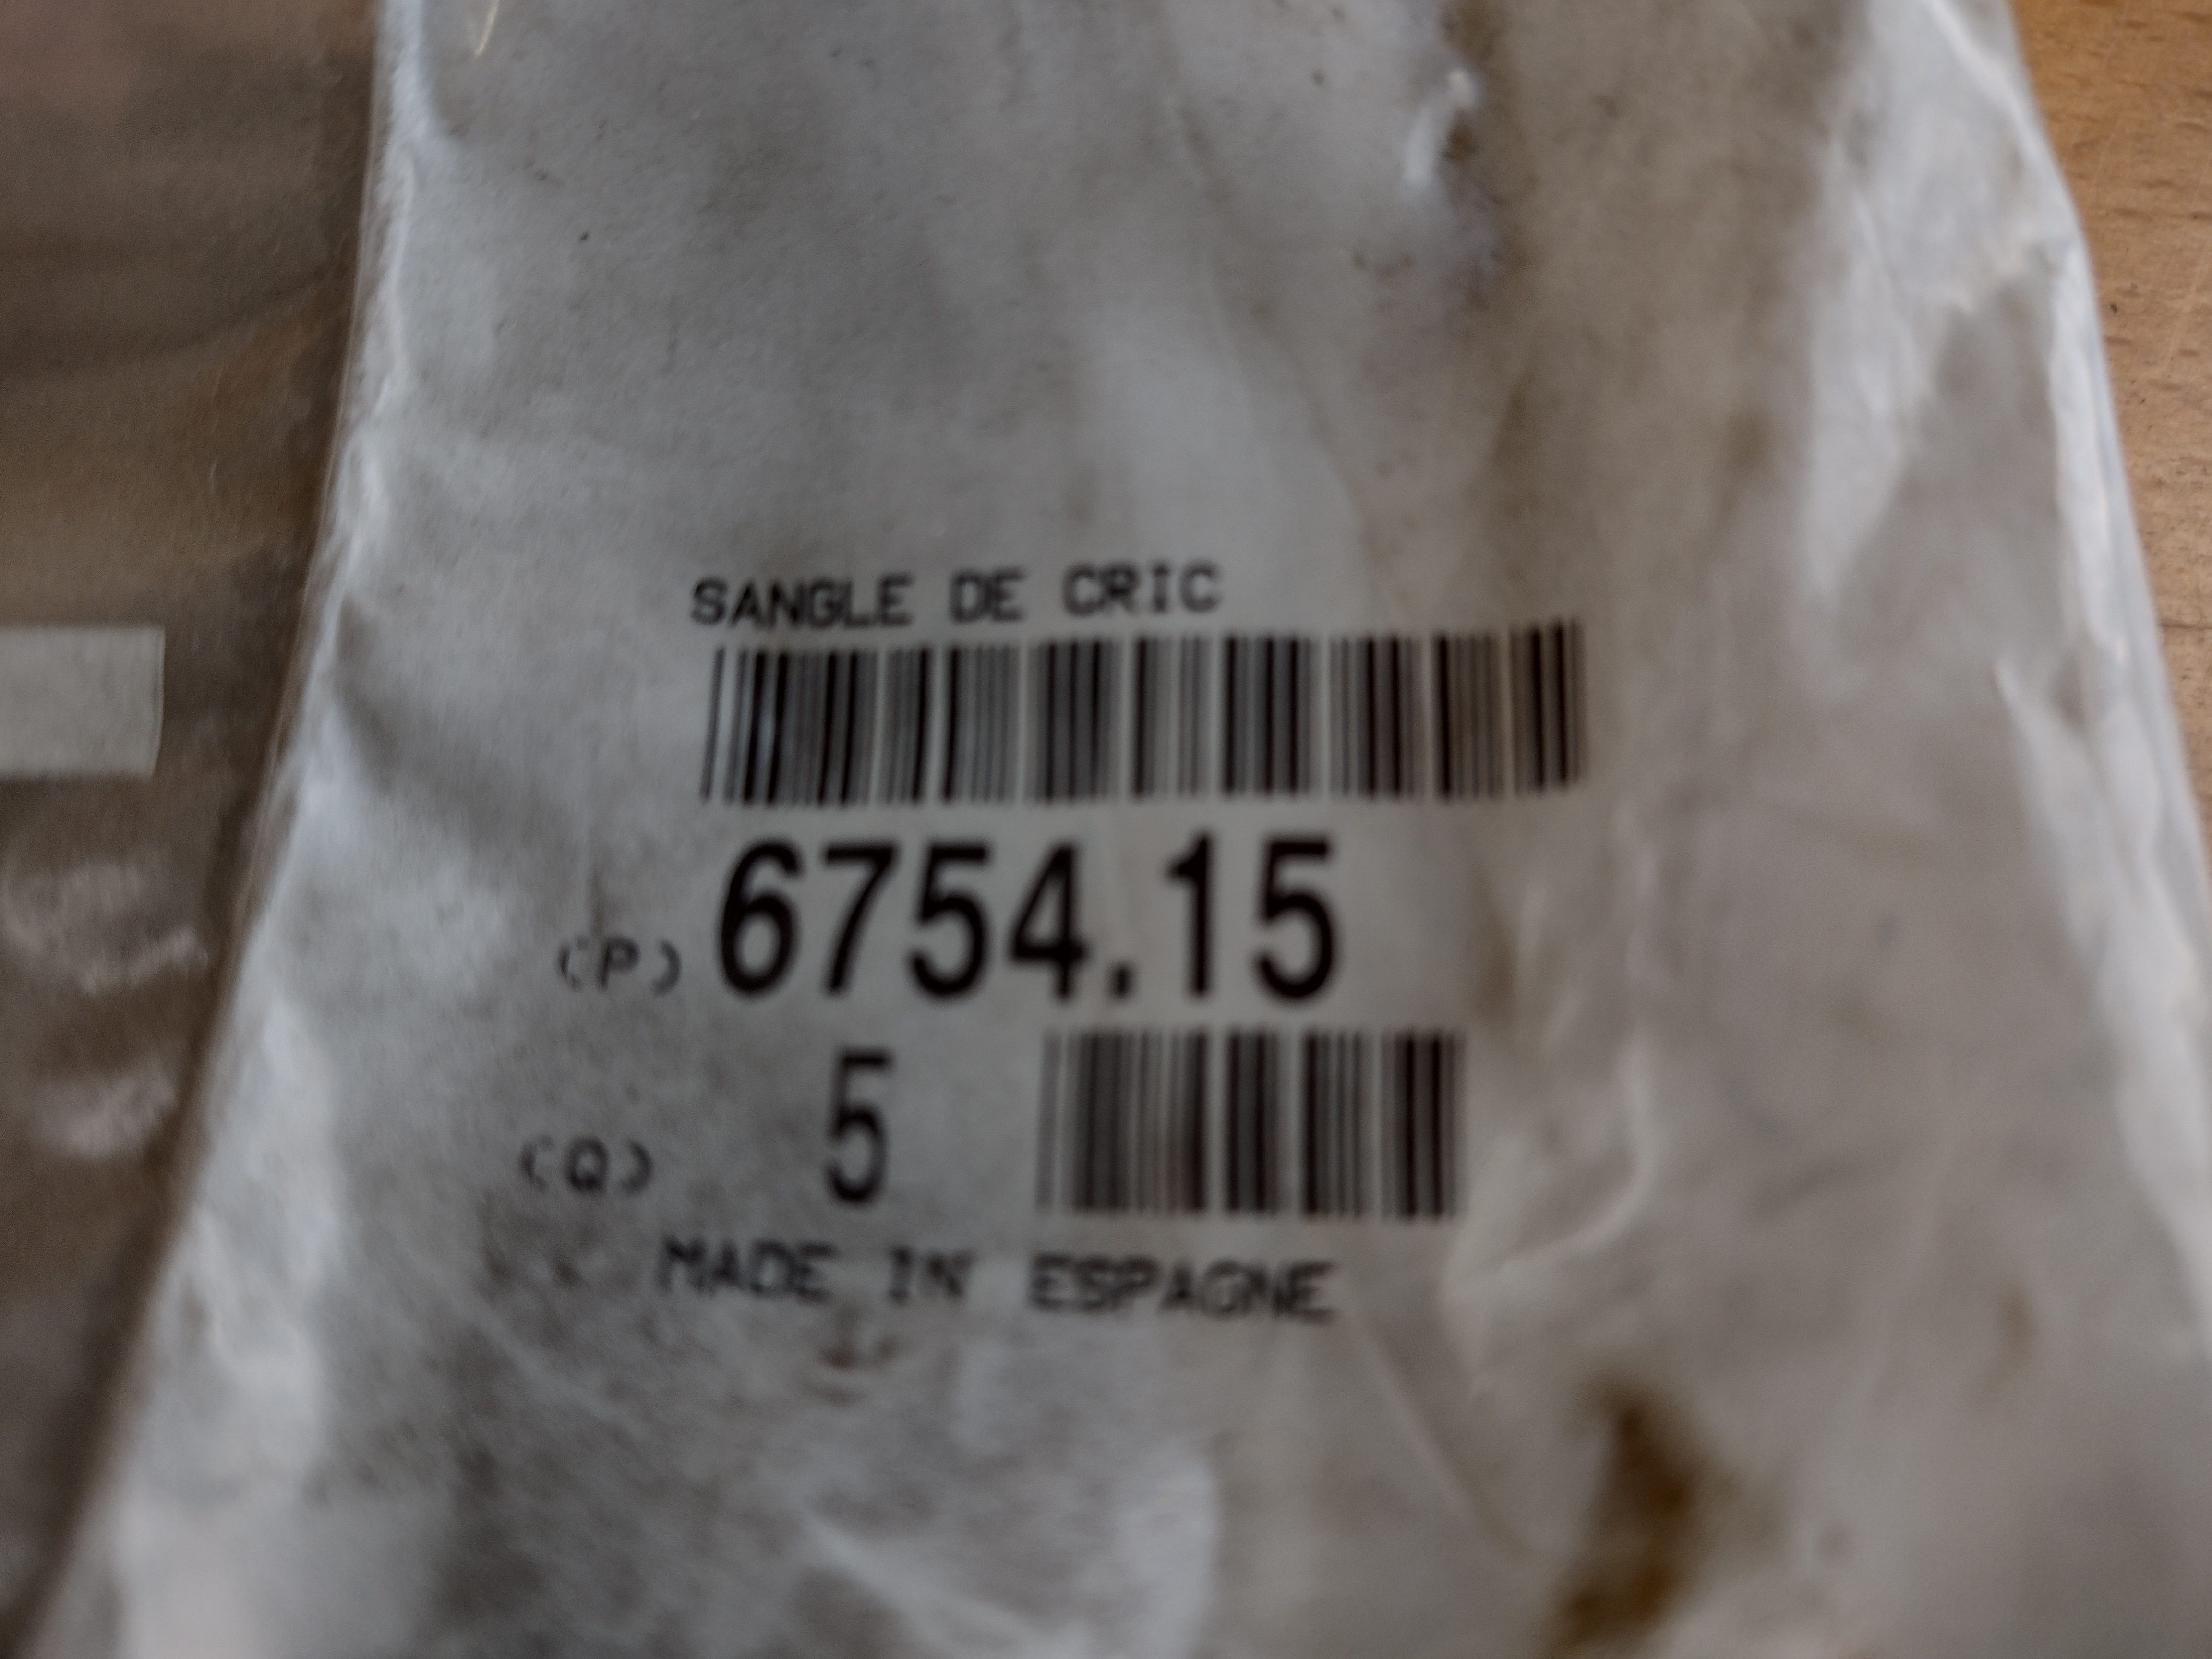 SANGLE DE CRIC
(P) 6754.15
(Q) 5
MADE IN ESPAGNE